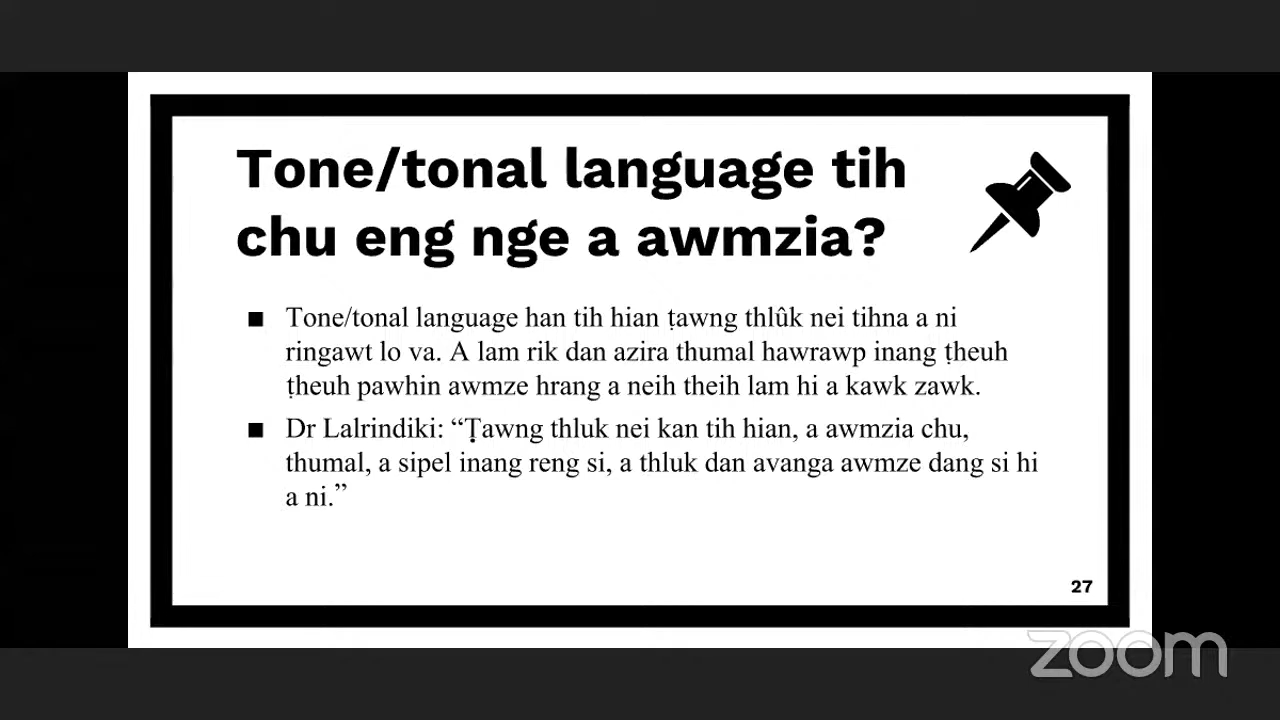 Tone/tonal language tih
chu eng nge a awmzia?
■ Tone/tonal language han tih hian ṭawng thlûk nei tihna a ni
ringawt lo va. A lam rik dan azira thumal hawrawp inang ṭheuh
ṭheuh pawhin awmze hrang a neih theih lam hi a kawk zawk.
■ Dr Lalrindiki: “Ṭawng thluk nei kan tih hian, a awmzia chu,
thumal, a sipel inang reng si, a thluk dan avanga awmze dang si hi
a ni.”
27
zoom